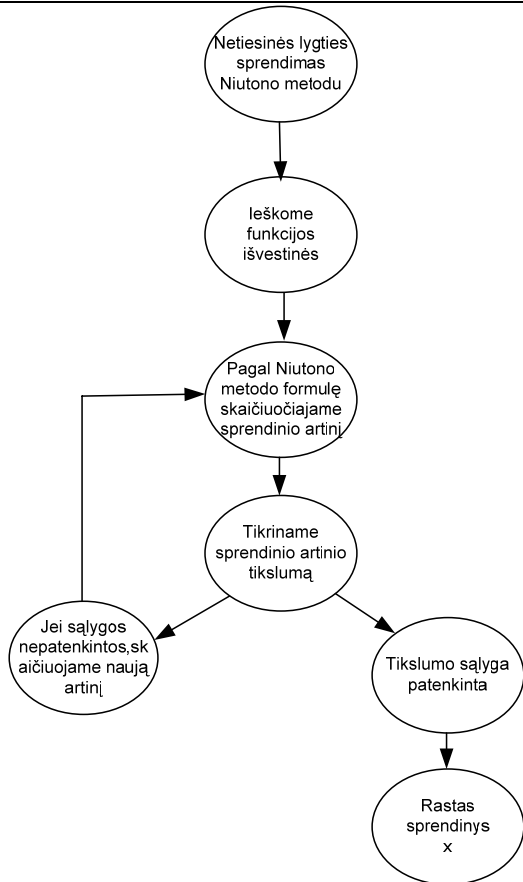 Netiesinės lygties
sprendimas
Niutono metodu
Ieškome
funkcijos
išvestinės
Pagal Niutono
metodo formulę
skaičiuočiajame
sprendinio artinį
Tikriname
sprendinio artinio
tikslumą
Jei sąlygos
nepatenkintos,sk
aičiuojame naują
artinį
Tikslumo sąlyga
patenkinta
Rastas
sprendinys
x